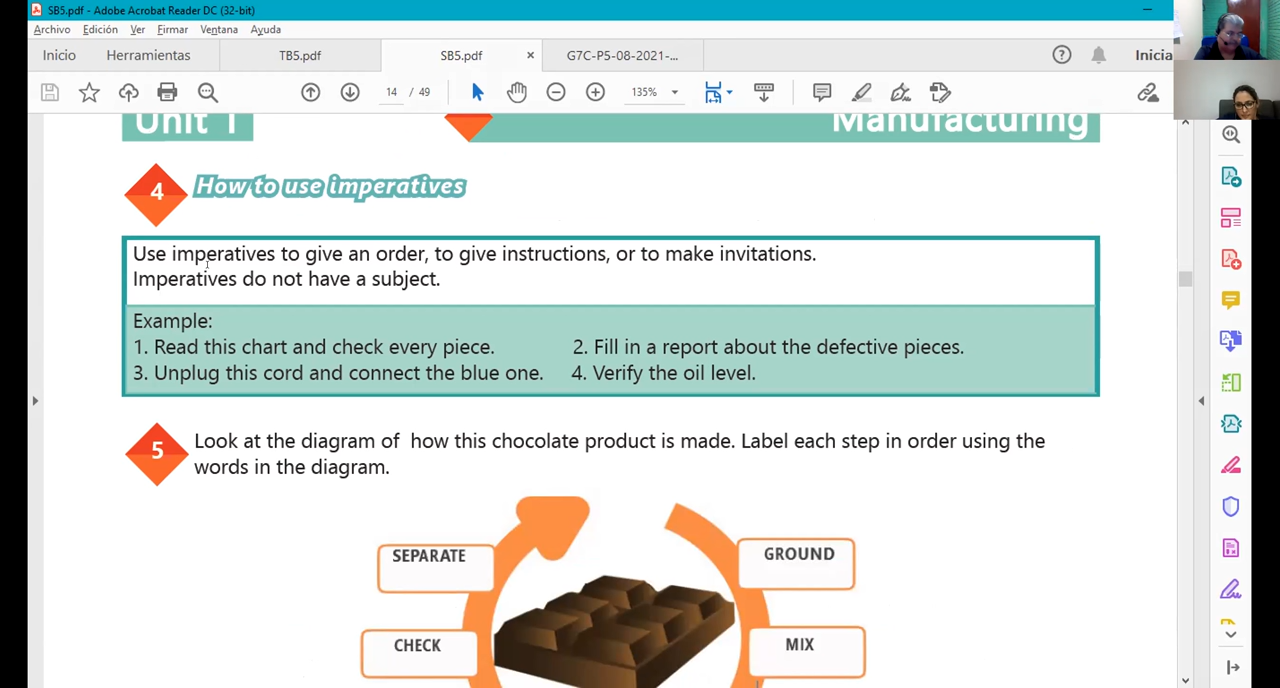 SB5.pdf - Adobe Acrobat Reader DC (32-bit)
Archivo Edición Ver Firmar Ventana Ayuda
Inicio Herramientas TB5.pdf SB5.pdf × G7C-P5-08-2021-... Inicia
14 / 49 135%
Unit 1 Manufacturing
4 How to use imperatives
Use imperatives to give an order, to give instructions, or to make invitations.
Imperatives do not have a subject.
Example:
1. Read this chart and check every piece. 2. Fill in a report about the defective pieces.
3. Unplug this cord and connect the blue one. 4. Verify the oil level.
5 Look at the diagram of how this chocolate product is made. Label each step in order using the
words in the diagram.
SEPARATE GROUND
CHECK MIX